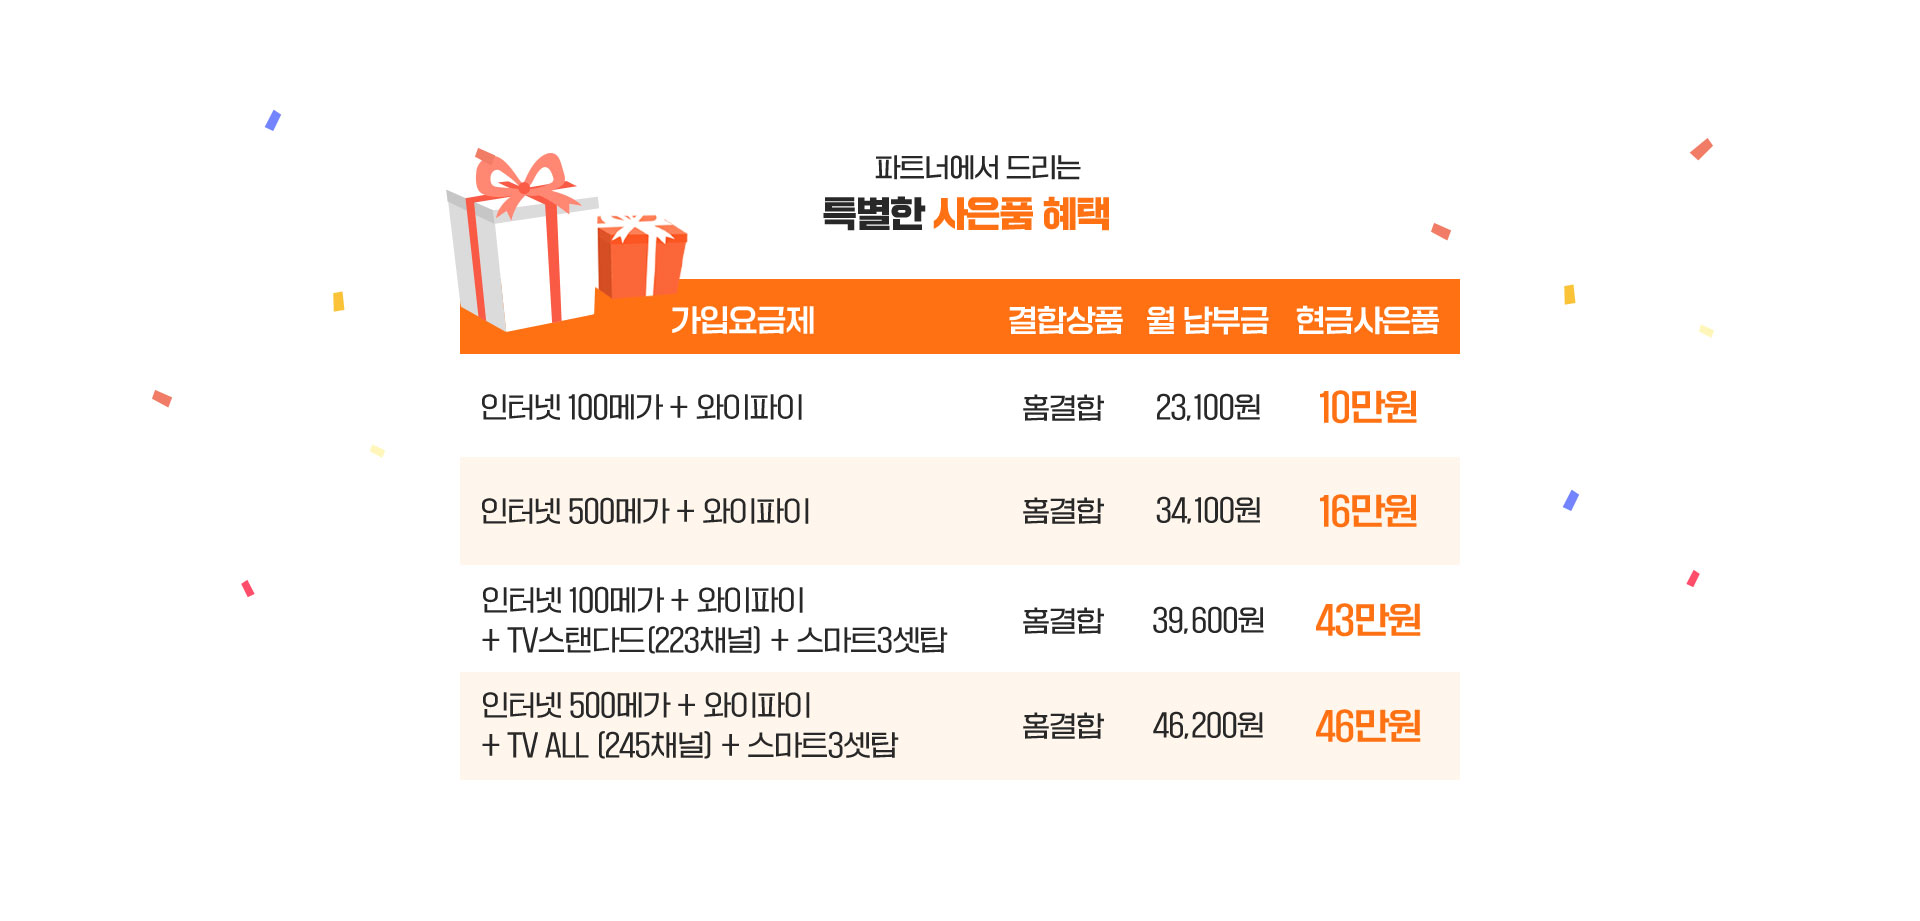 파트너에서 드리는
특별한 사은품 혜택
가입요금제 결합상품 월 납부금 현금사은품
인터넷 100메가 + 와이파이 홈결합 23,100원 10만원
인터넷 500메가 + 와이파이 홈결합 34,100원 16만원
인터넷 100메가 + 와이파이
+ TV스탠다드(223채널) + 스마트3셋탑 홈결합 39,600원 43만원
인터넷 500메가 + 와이파이
+ TV ALL (245채널) + 스마트3셋탑 홈결합 46,200원 46만원